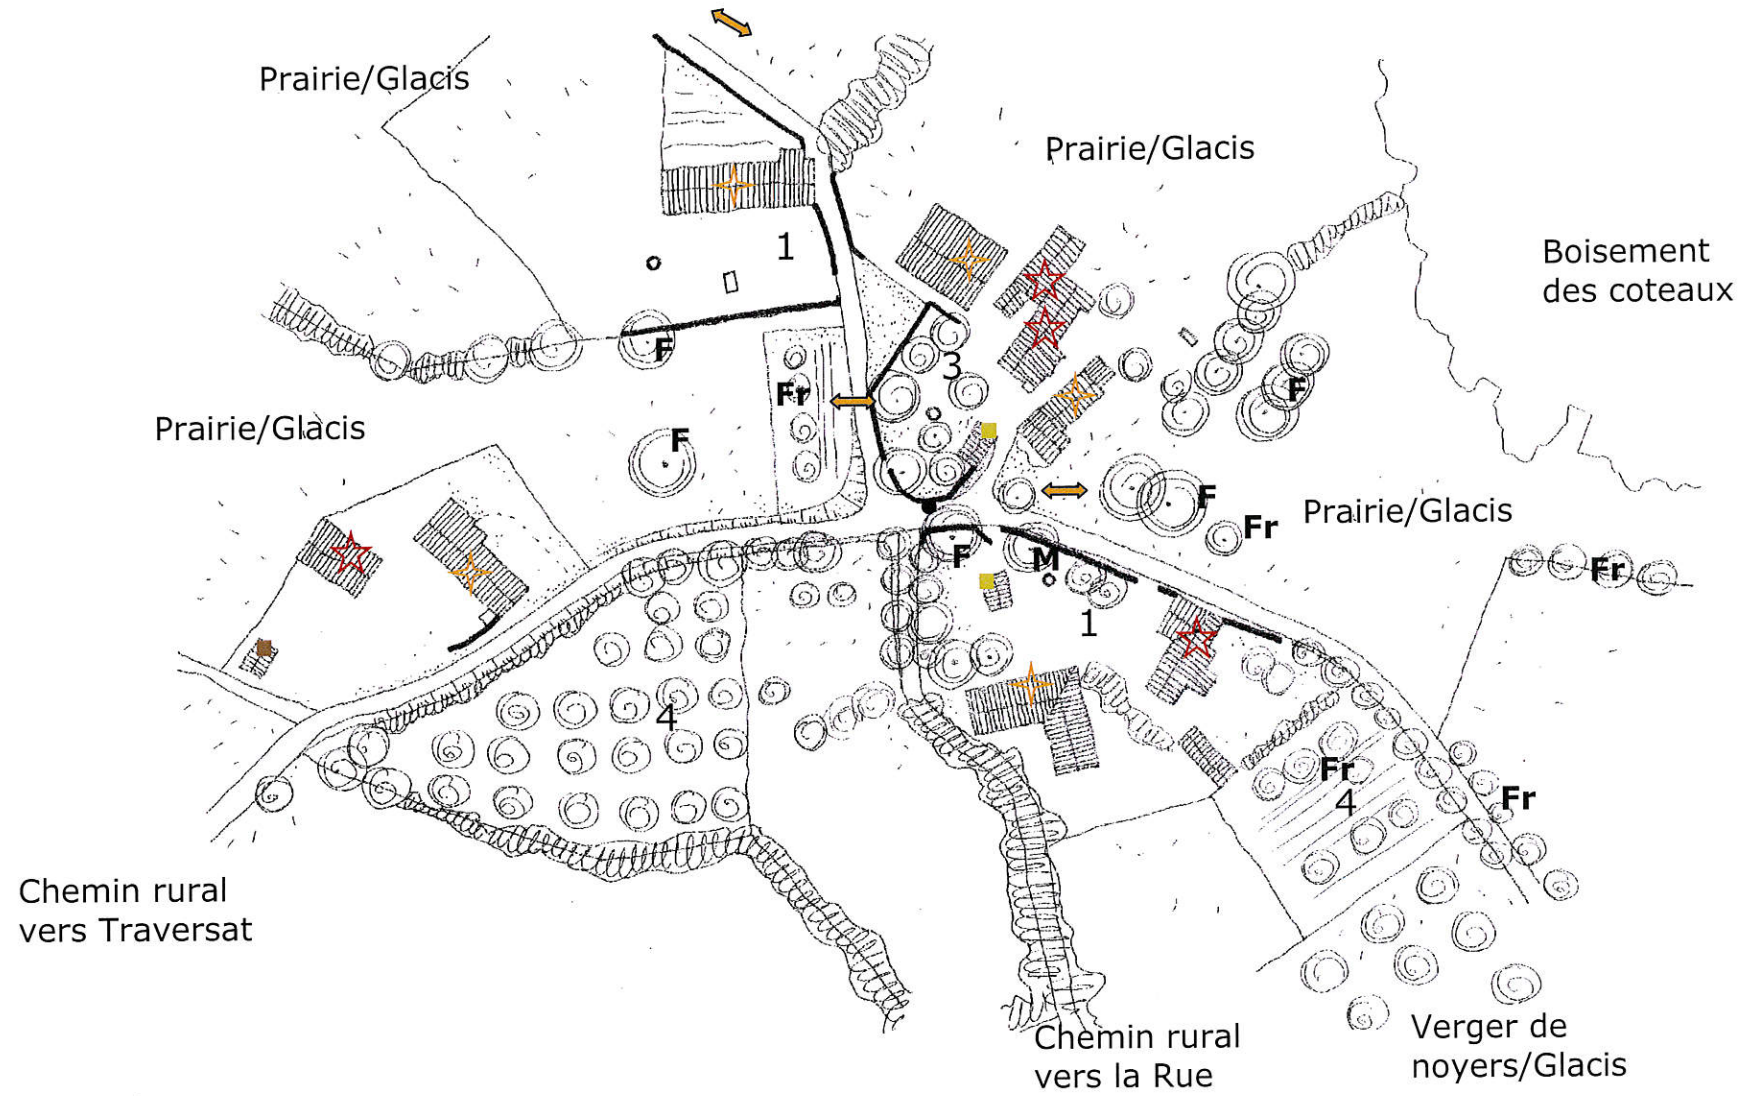 Prairie/Glacis
Prairie/Glacis
1
Boisement
des coteaux
F
3
Fr
F
Prairie/Glacis
F
F
Fr
Prairie/Glacis
F
M
Fr
1
4
Fr
4
Fr
Chemin rural
vers Traversat
Chemin rural
vers la Rue
Verger de
noyers/Glacis